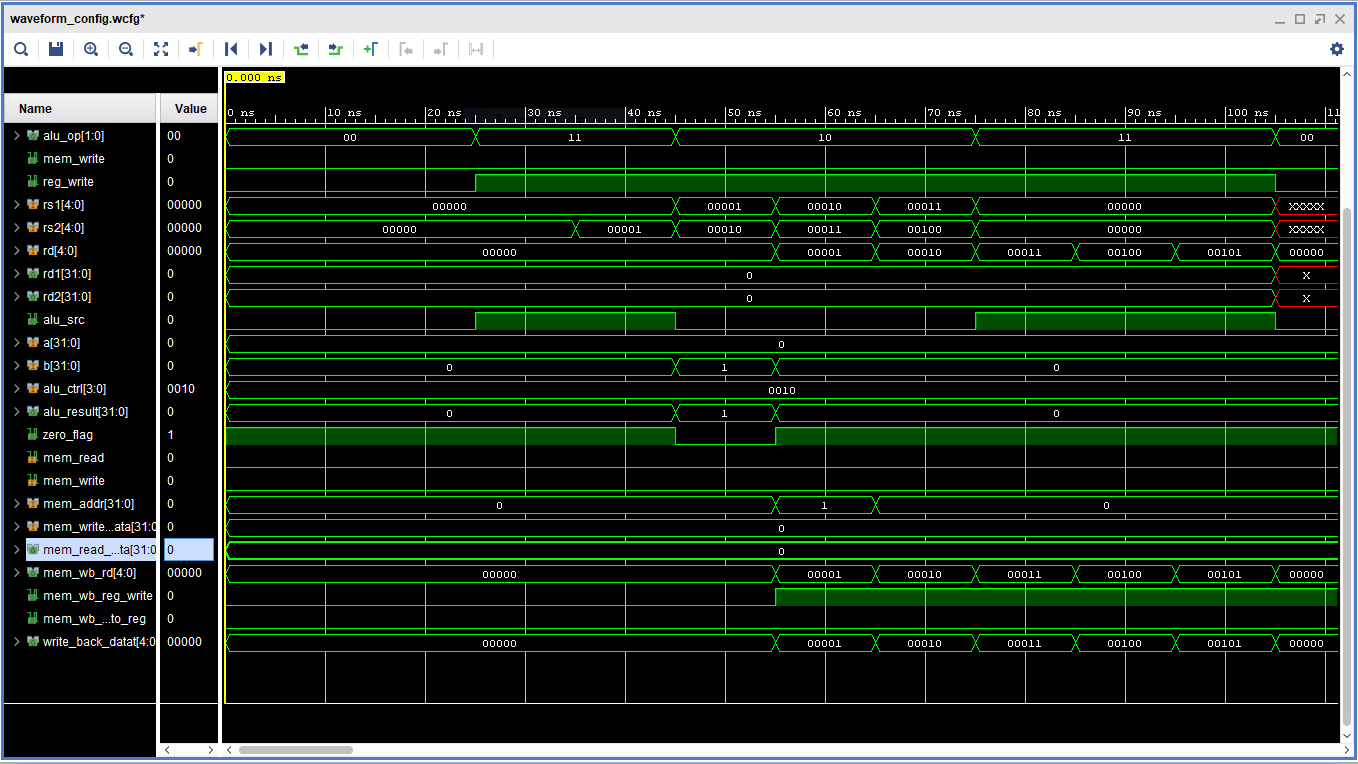 waveform_config.wcfg*
0.000 ns
0 ns 10 ns 20 ns 30 ns 40 ns 50 ns 60 ns 70 ns 80 ns 90 ns 100 ns 11
Name Value
alu_op[1:0] 00 00 11 10 11 00
mem_write 0
reg_write 0
rs1[4:0] 00000 00000 00001 00010 00011 00000 XXXXX
rs2[4:0] 00000 00000 00001 00010 00011 00100 00000 XXXXX
rd[4:0] 00000 00000 00001 00010 00011 00100 00101 00000
rd1[31:0] 0 0 X
rd2[31:0] 0 0 X
alu_src 0
a[31:0] 0 0
b[31:0] 0 0 1 0
alu_ctrl[3:0] 0010 0010
alu_result[31:0] 0 0 1 0
zero_flag 1
mem_read 0
mem_write 0
mem_addr[31:0] 0 0 1 0
mem_write...ata[31:0 0 0
mem_read_...ta[31:0 0 0
mem_wb_rd[4:0] 00000 00000 00001 00010 00011 00100 00101 00000
mem_wb_reg_write 0
mem_wb_...to_reg 0
write_back_datat[4:0 00000 00000 00001 00010 00011 00100 00101 00000